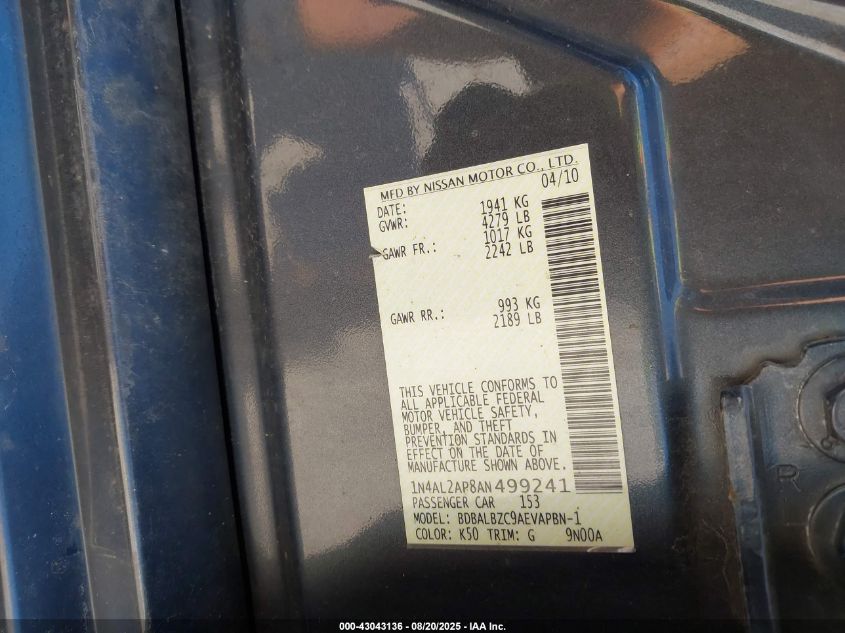 MFD BY NISSAN MOTOR CO., LTD.
DATE: 04/10
GVWR: 1941 KG
4279 LB
GAWR FR.: 1017 KG
2242 LB
GAWR RR.: 993 KG
2189 LB
THIS VEHICLE CONFORMS TO
ALL APPLICABLE FEDERAL
MOTOR VEHICLE SAFETY,
BUMPER, AND THEFT
PREVENTION STANDARDS IN
EFFECT ON THE DATE OF
MANUFACTURE SHOWN ABOVE.
1N4AL2AP8AN499241
PASSENGER CAR 153
MODEL: BDBALBZC9AEVAPBN-1
COLOR: K50 TRIM: G 9N00A
R
000-43043136 - 08/20/2025 - IAA Inc.